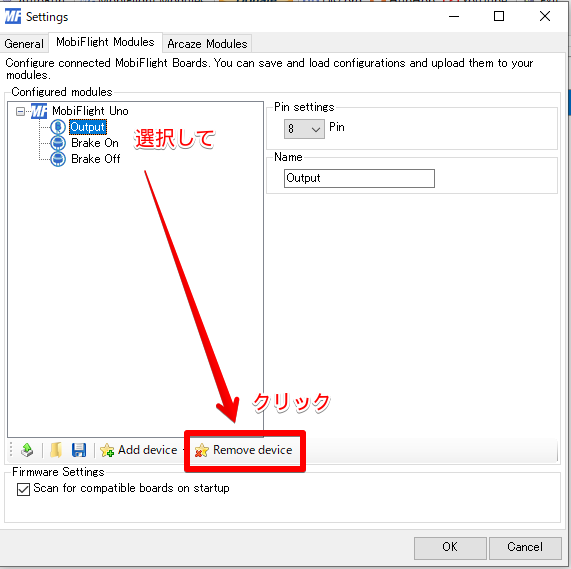 MF Settings
General MobiFlight Modules Arcaze Modules
Configure connected MobiFlight Boards. You can save and load configurations and upload them to your
modules.
Configured modules
MF MobiFlight Uno
Output
Brake On
Brake Off
選択して
Pin settings
8 Pin
Name
Output
クリック
Add device Remove device
Firmware Settings
Scan for compatible boards on startup
OK Cancel